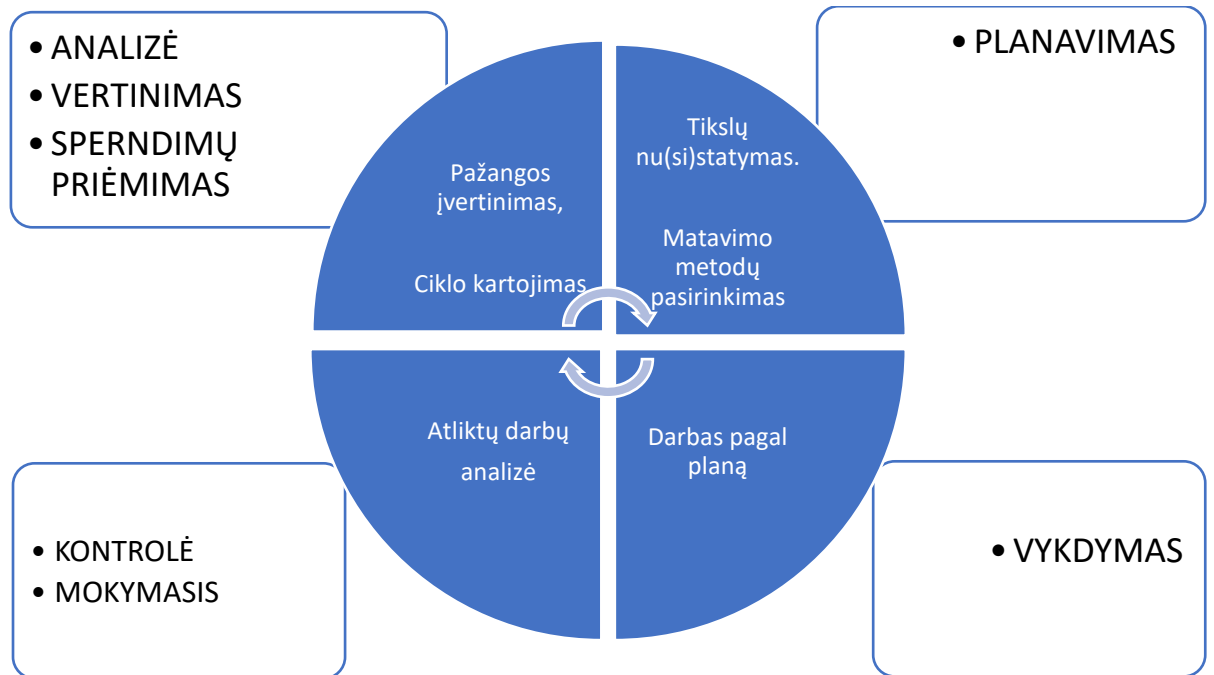 • ANALIZĖ
• VERTINIMAS
• SPERNDIMŲ
PRIĖMIMAS
• PLANAVIMAS
Pažangos
įvertinimas,
Ciklo kartojimas
Tikslų
nu(si)statymas.
Matavimo
metodų
pasirinkimas
Atliktų darbų
analizė
Darbas pagal
planą
• KONTROLĖ
• MOKYMASIS
• VYKDYMAS